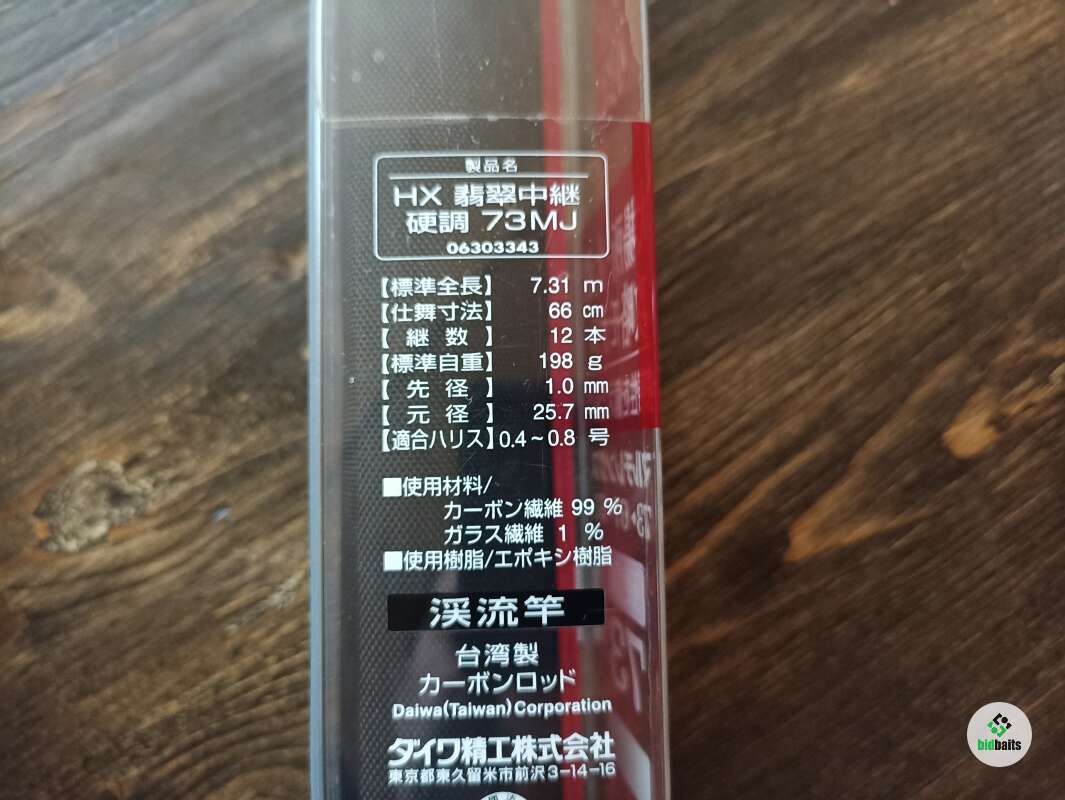 製品名
HX 翡翠中継
硬調 73MJ
06303343
【標準全長】 7.31 m
【仕舞寸法】 66 cm
【継数】 12 本
【標準自重】 198 g
【先径】 1.0 mm
【元径】 25.7 mm
【適合ハリス】0.4~0.8 号
■使用材料/
カーボン繊維 99 %
ガラス繊維 1 %
■使用樹脂/エポキシ樹脂
渓流竿
台湾製
カーボンロッド
Daiwa(Taiwan)Corporation
ダイワ精工株式会社
東京都東久留米市前沢3-14-16
bidbaits